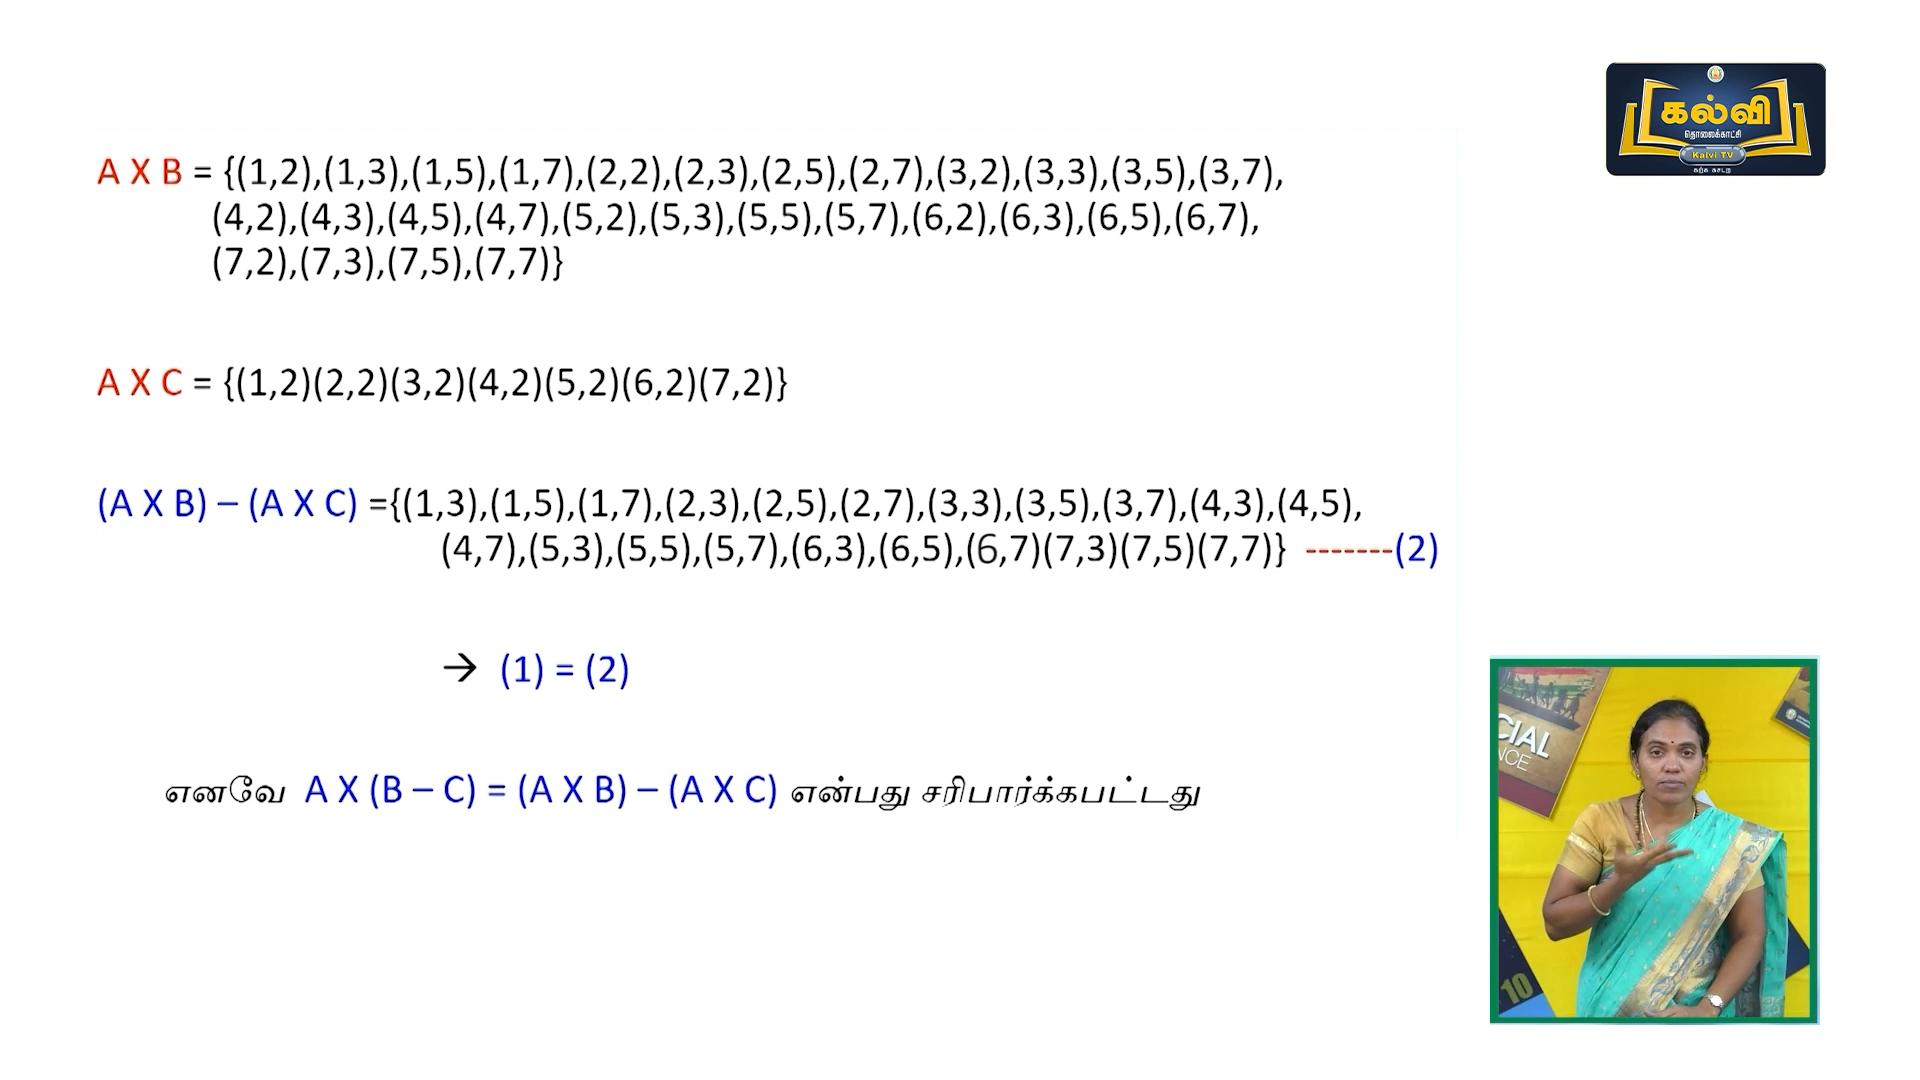 கல்வி
தொலைக்காட்சி
Kalvi TV
கற்க கசடற
A X B = {(1,2),(1,3),(1,5),(1,7),(2,2),(2,3),(2,5),(2,7),(3,2),(3,3),(3,5),(3,7),
(4,2),(4,3),(4,5),(4,7),(5,2),(5,3),(5,5),(5,7),(6,2),(6,3),(6,5),(6,7),
(7,2),(7,3),(7,5),(7,7)}
A X C = {(1,2)(2,2)(3,2)(4,2)(5,2)(6,2)(7,2)}
(A X B) – (A X C) ={(1,3),(1,5),(1,7),(2,3),(2,5),(2,7),(3,3),(3,5),(3,7),(4,3),(4,5),
(4,7),(5,3),(5,5),(5,7),(6,3),(6,5),(6,7)(7,3)(7,5)(7,7)} -------(2)
→ (1) = (2)
எனவே A X (B – C) = (A X B) – (A X C) என்பது சரிபார்க்கபட்டது
CIAL
NCE
10